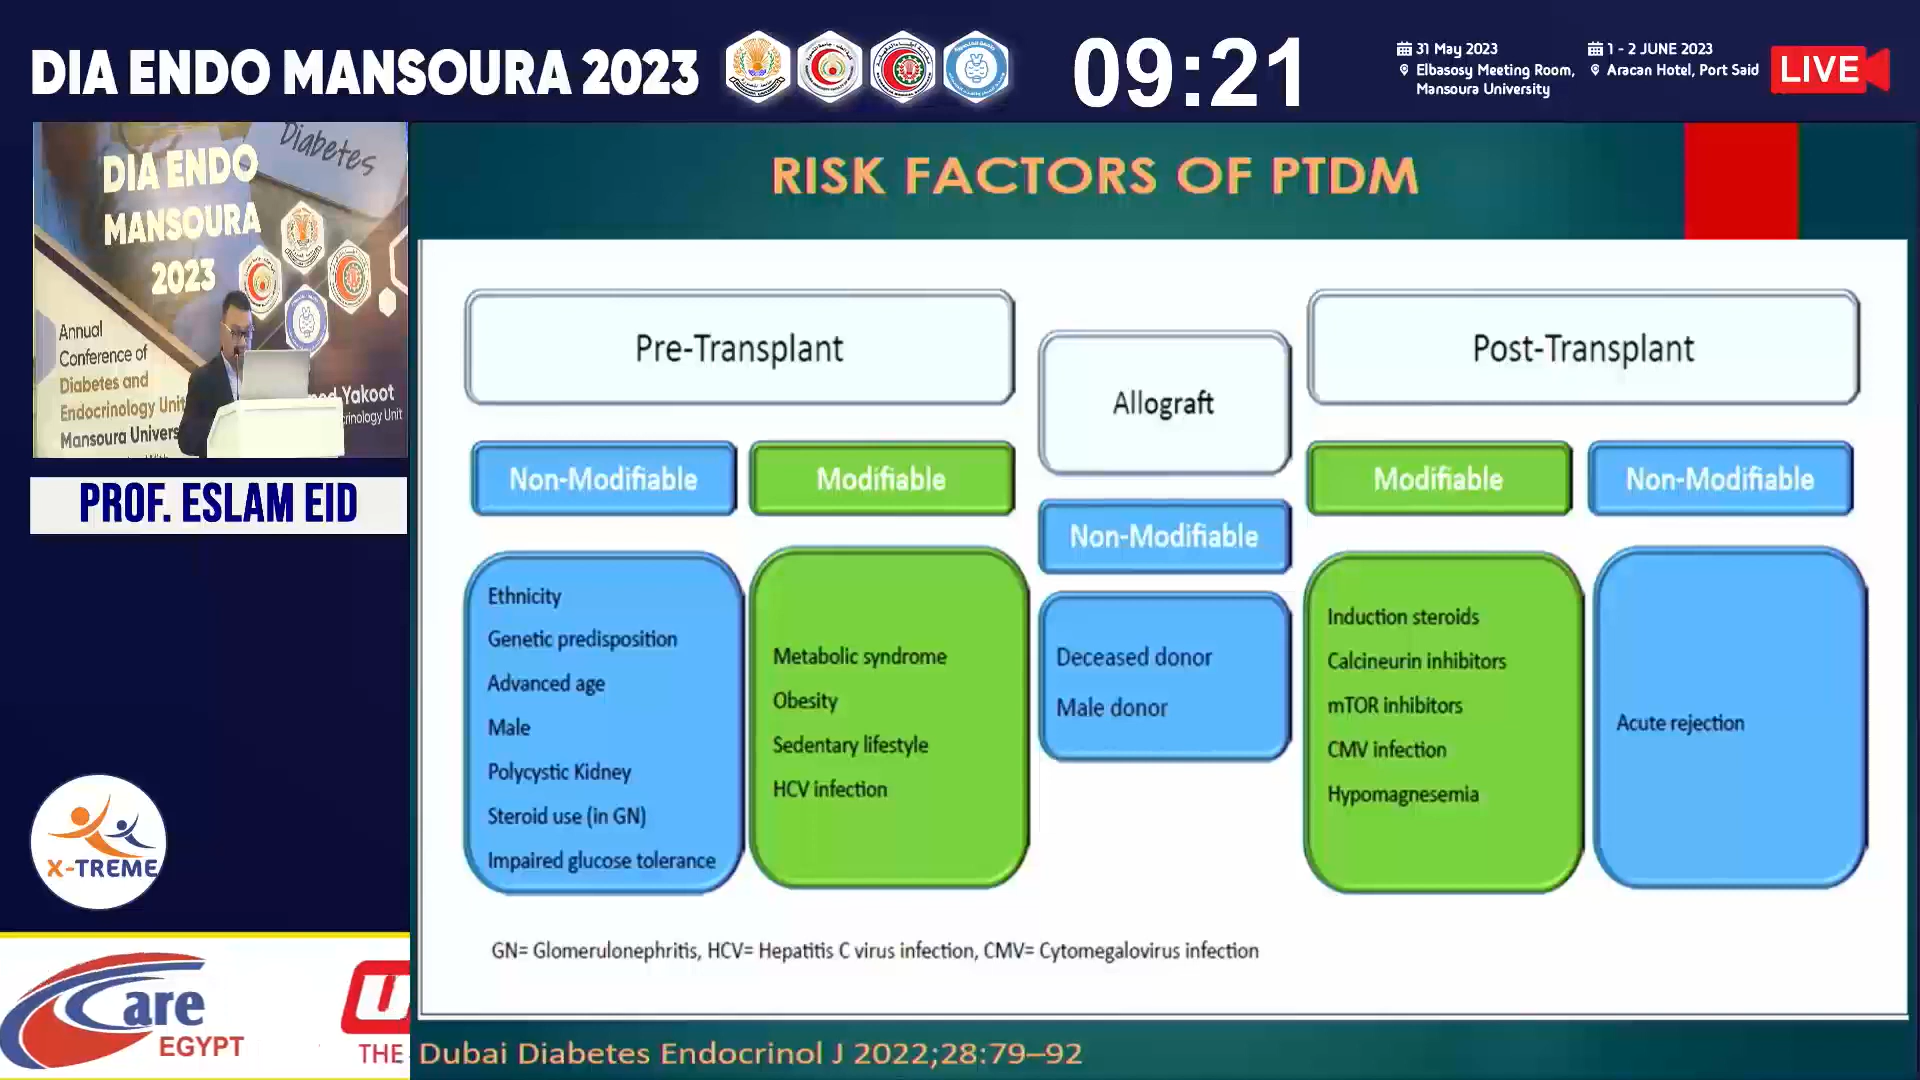 DIA ENDO MANSOURA 2023
09:21
31 May 2023
Elbasosy Meeting Room,
Mansoura University
1 - 2 JUNE 2023
Aracan Hotel, Port Said
LIVE
Diabetes
DIA ENDO
MANSOURA
2023
Annual
Conference of
Diabetes and
Endocrinology Unit
Mansoura Univers
Yakoot
crinology Unit
PROF. ESLAM EID
X-TREME
Care
EGYPT
U
THE
RISK FACTORS OF PTDM
Pre-Transplant
Non-Modifiable
Ethnicity
Genetic predisposition
Advanced age
Male
Polycystic Kidney
Steroid use (in GN)
Impaired glucose tolerance
Modifiable
Metabolic syndrome
Obesity
Sedentary lifestyle
HCV infection
Allograft
Non-Modifiable
Deceased donor
Male donor
Post-Transplant
Modifiable
Induction steroids
Calcineurin inhibitors
mTOR inhibitors
CMV infection
Hypomagnesemia
Non-Modifiable
Acute rejection
GN= Glomerulonephritis, HCV= Hepatitis C virus infection, CMV= Cytomegalovirus infection
Dubai Diabetes Endocrinol J 2022;28:79–92